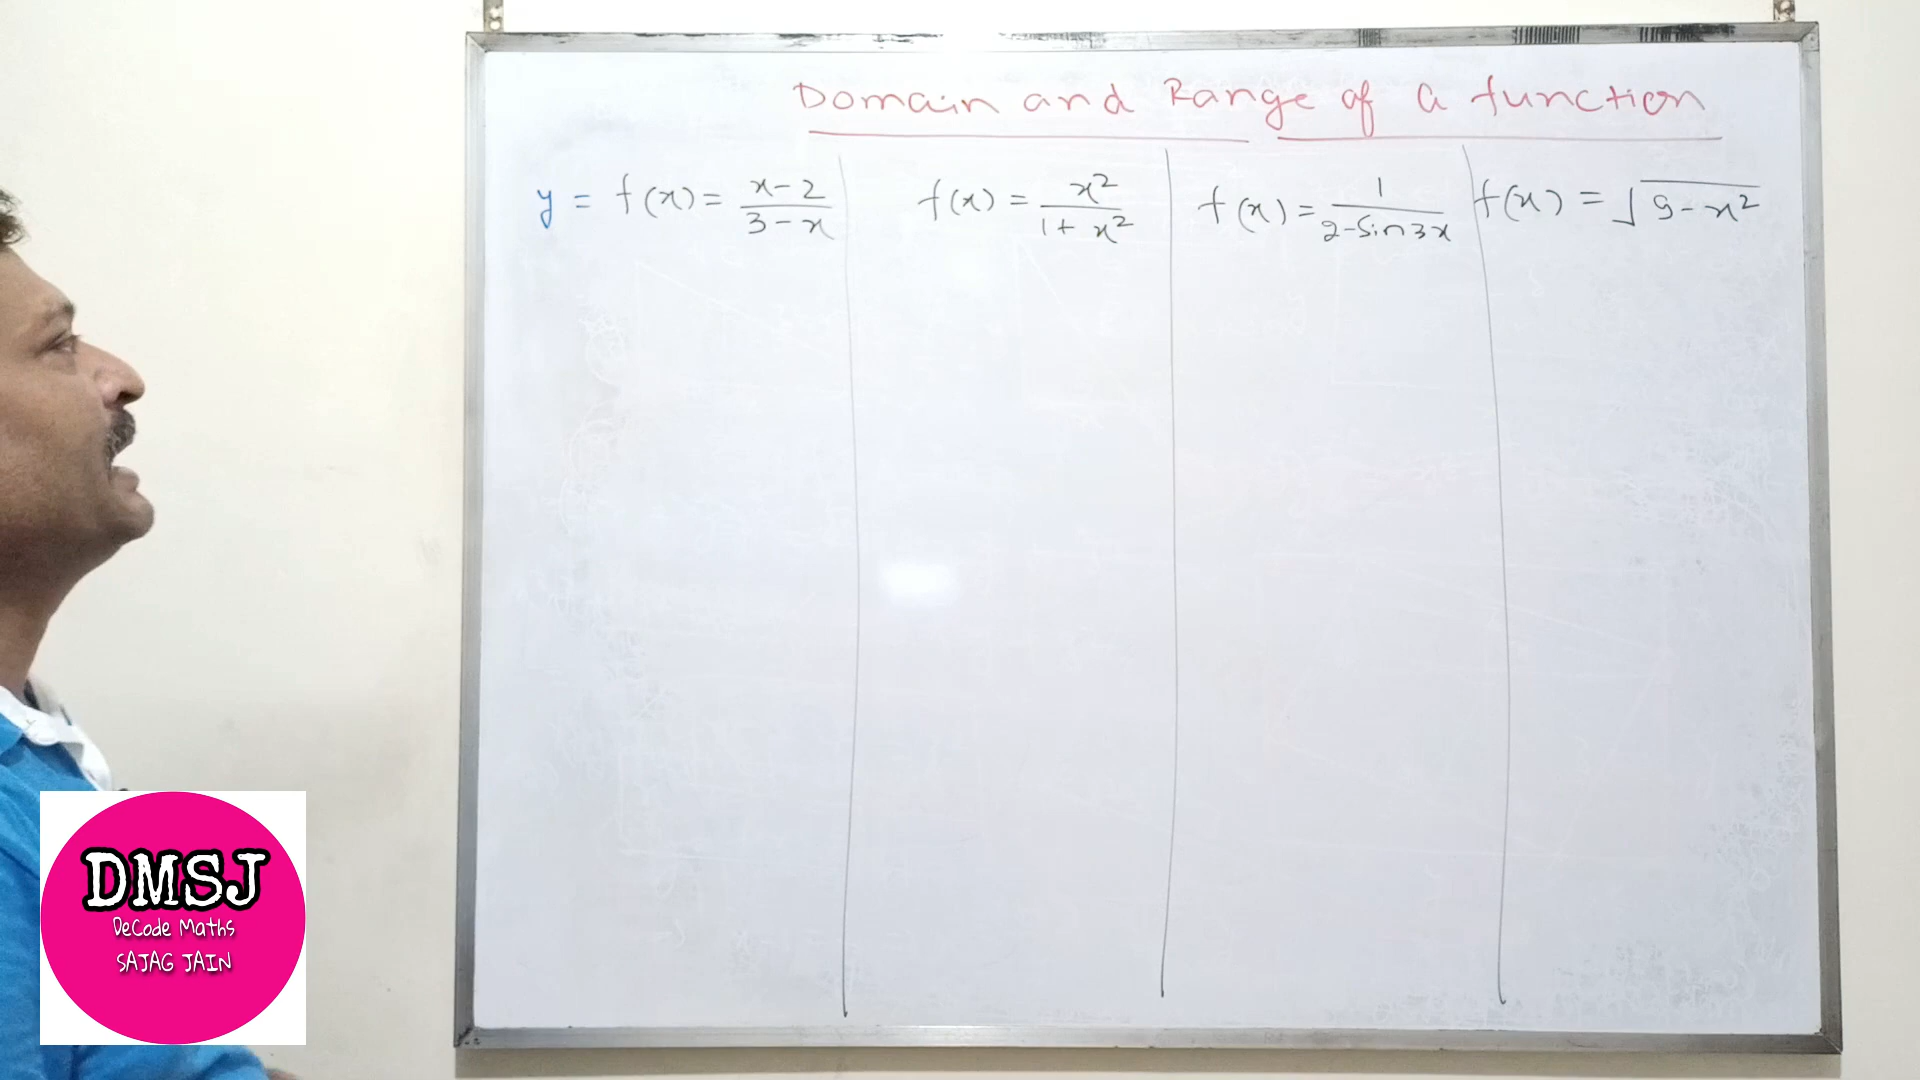 Domain and Range of a function
y = f(x) = x-2 / 3-x
f(x) = x² / 1+x²
f(x) = 1 / 2-Sin3x
f(x) = √9-x²
DMSJ
DeCode Maths
SAJAG JAIN